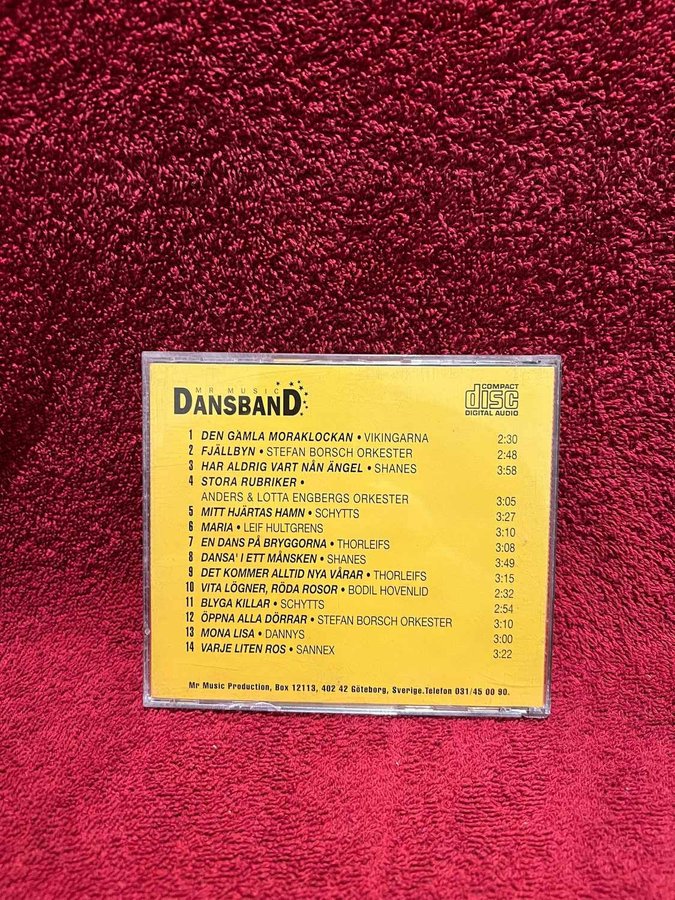 MR MUSIC
DANSBAND
COMPACT
disc
DIGITAL AUDIO
1 DEN GAMLA MORAKLOCKAN • VIKINGARNA 2:30
2 FJÄLLBYN • STEFAN BORSCH ORKESTER 2:48
3 HAR ALDRIG VART NÅN ÄNGEL • SHANES 3:58
4 STORA RUBRIKER •
ANDERS & LOTTA ENGBERGS ORKESTER 3:05
5 MITT HJÄRTAS HAMN • SCHYTTS 3:27
6 MARIA • LEIF HULTGRENS 3:10
7 EN DANS PÅ BRYGGORNA • THORLEIFS 3:08
8 DANSA' I ETT MÅNSKEN • SHANES 3:49
9 DET KOMMER ALLTID NYA VÅRAR • THORLEIFS 3:15
10 VITA LÖGNER, RÖDA ROSOR • BODIL HOVENLID 2:32
11 BLYGA KILLAR • SCHYTTS 2:54
12 ÖPPNA ALLA DÖRRAR • STEFAN BORSCH ORKESTER 3:10
13 MONA LISA • DANNYS 3:00
14 VARJE LITEN ROS • SANNEX 3:22
Mr Music Production, Box 12113, 402 42 Göteborg, Sverige.Telefon 031/45 00 90.